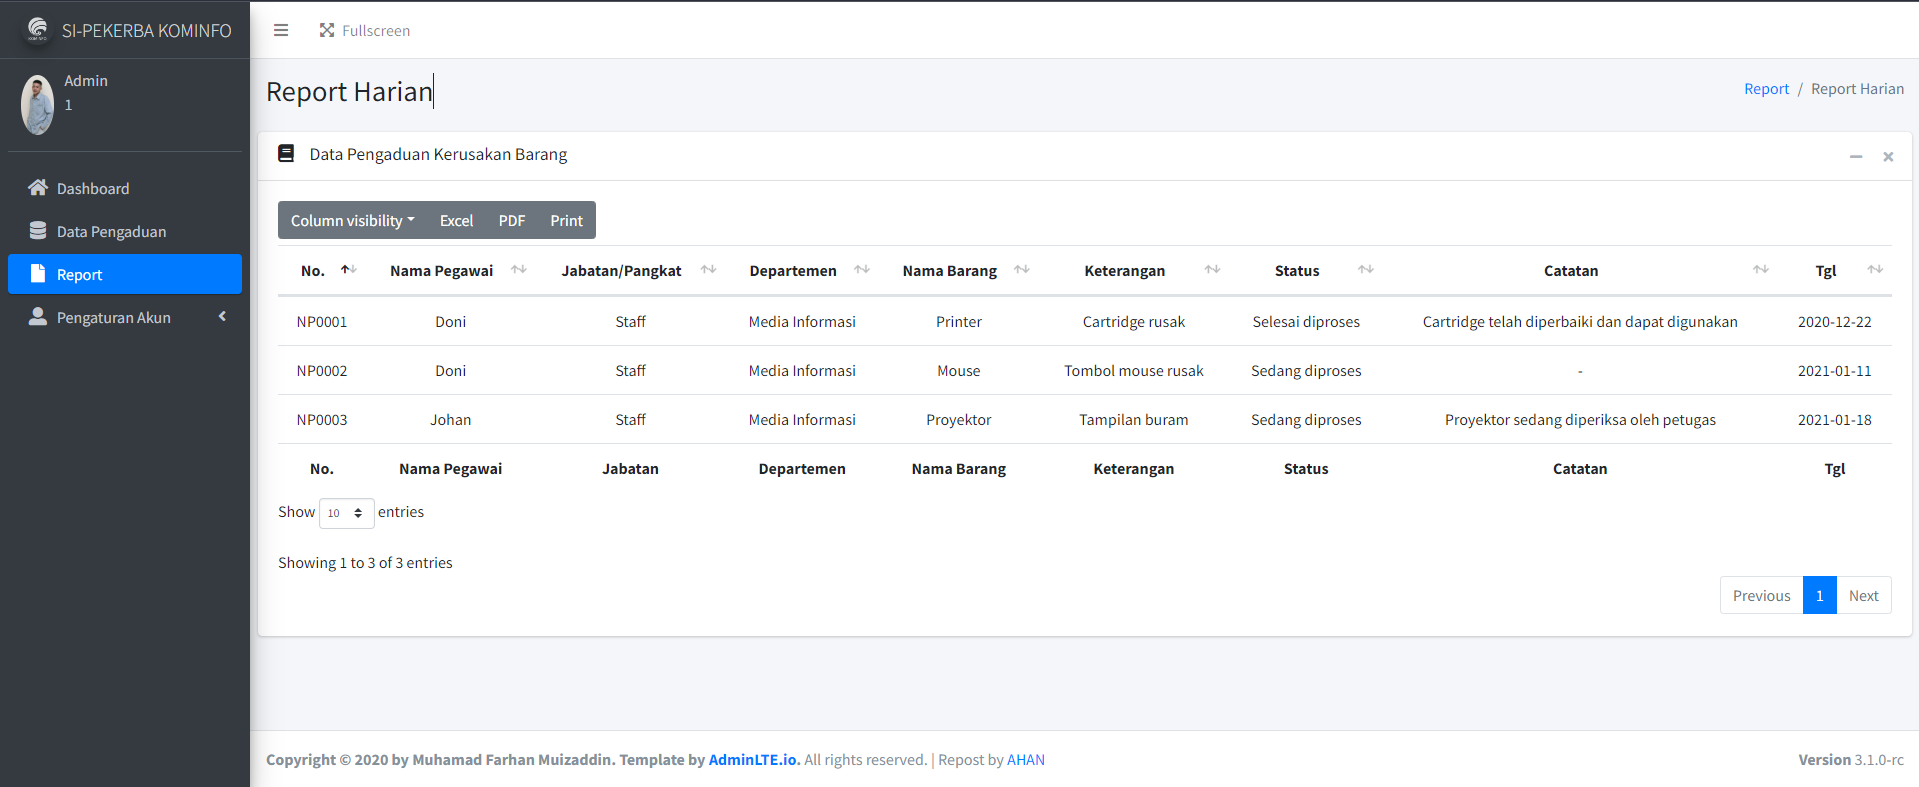 SI-PEKERBA KOMINFO
Fullscreen
Admin
1
Dashboard
Data Pengaduan
Report
Pengaturan Akun
Report Harian
Report / Report Harian
Data Pengaduan Kerusakan Barang
Column visibility Excel PDF Print
No. Nama Pegawai Jabatan/Pangkat Departemen Nama Barang Keterangan Status Catatan Tgl
NP0001 Doni Staff Media Informasi Printer Cartridge rusak Selesai diproses Cartridge telah diperbaiki dan dapat digunakan 2020-12-22
NP0002 Doni Staff Media Informasi Mouse Tombol mouse rusak Sedang diproses - 2021-01-11
NP0003 Johan Staff Media Informasi Proyektor Tampilan buram Sedang diproses Proyektor sedang diperiksa oleh petugas 2021-01-18
No. Nama Pegawai Jabatan Departemen Nama Barang Keterangan Status Catatan Tgl
Show 10 entries
Showing 1 to 3 of 3 entries
Previous 1 Next
Copyright © 2020 by Muhamad Farhan Muizaddin. Template by AdminLTE.io. All rights reserved. | Repost by AHAN
Version 3.1.0-rc